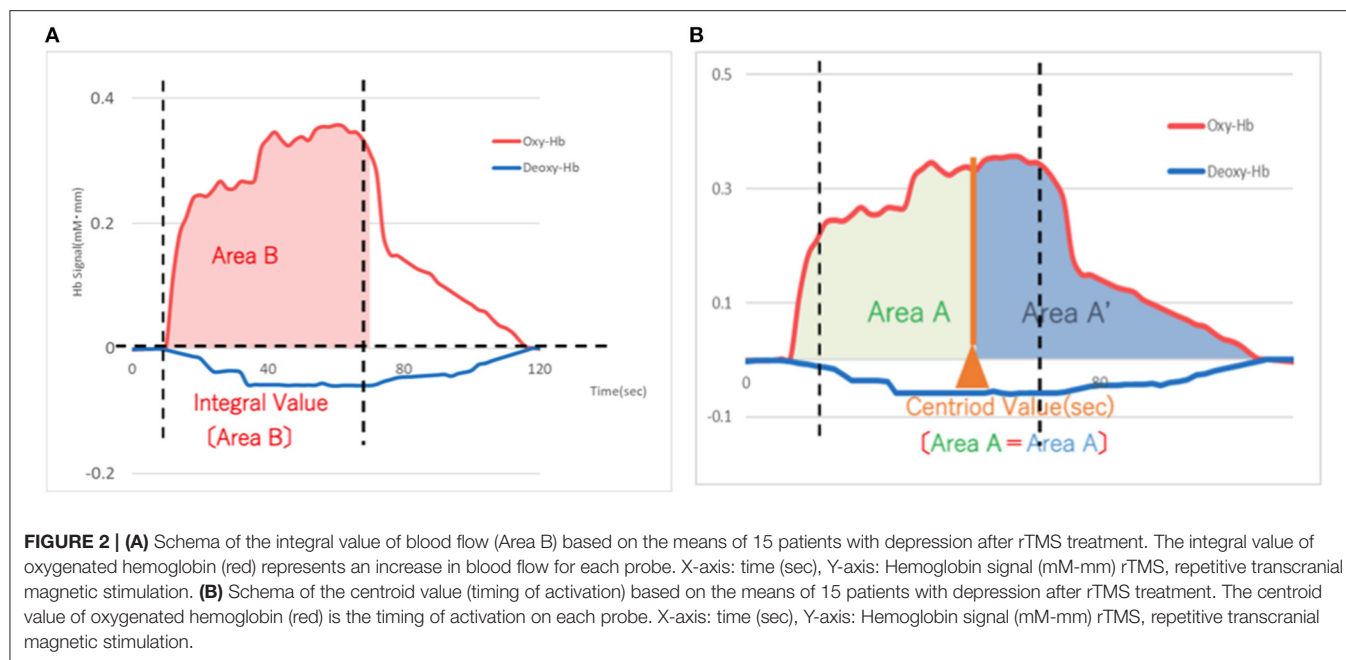 A
0.4
Oxy-Hb
Deoxy-Hb
0.2
Hb Signal(mM・mm)
Area B
0
0
40
80
120
Time(sec)
Integral Value
〔Area B〕
-0.2
B
0.5
Oxy-Hb
Deoxy-Hb
0.3
0.1
Area A
Area A’
0
80
Centriod Value(sec)
-0.1
〔Area A＝Area A〕
FIGURE 2 | (A) Schema of the integral value of blood flow (Area B) based on the means of 15 patients with depression after rTMS treatment. The integral value of
oxygenated hemoglobin (red) represents an increase in blood flow for each probe. X-axis: time (sec), Y-axis: Hemoglobin signal (mM-mm) rTMS, repetitive transcranial
magnetic stimulation. (B) Schema of the centroid value (timing of activation) based on the means of 15 patients with depression after rTMS treatment. The centroid
value of oxygenated hemoglobin (red) is the timing of activation on each probe. X-axis: time (sec), Y-axis: Hemoglobin signal (mM-mm) rTMS, repetitive transcranial
magnetic stimulation.